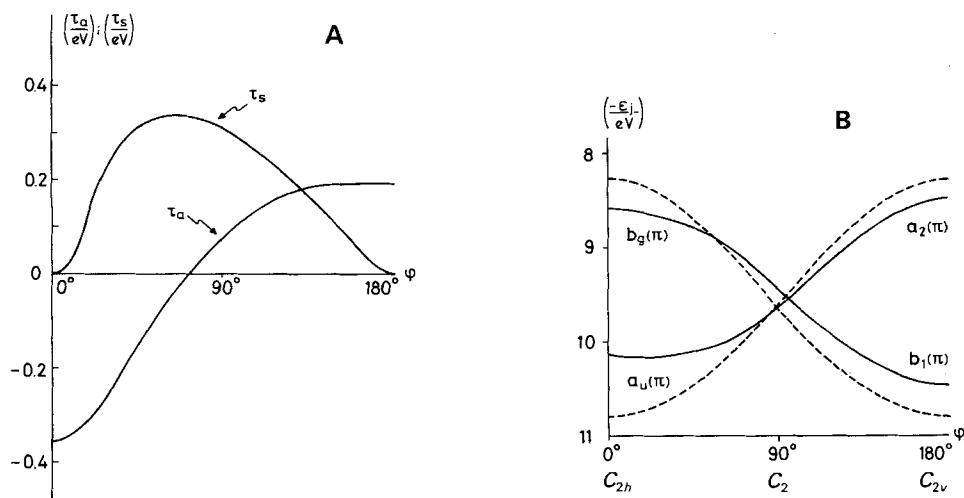 (τa/eV) ; (τs/eV)
A
τs
0.4
0.2
τa
0
0°
90°
180°
φ
−0.2
−0.4
(-εj/eV)
B
8
9
10
11
bg(π)
a2(π)
au(π)
b1(π)
0°
90°
180°
φ
C2h
C2
C2v